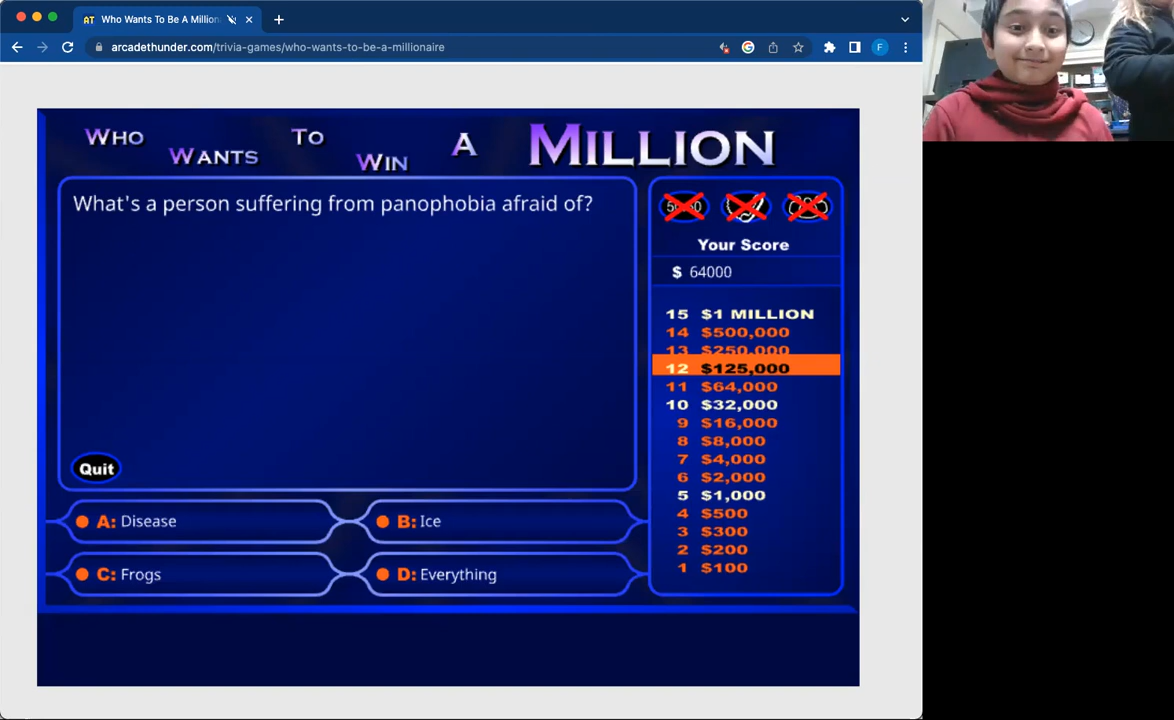 Who Wants To Be A Million
arcadethunder.com/trivia-games/who-wants-to-be-a-millionaire
F
WHO WANTS TO WIN A MILLION
What's a person suffering from panophobia afraid of?
Quit
A: Disease
B: Ice
C: Frogs
D: Everything
Your Score
$ 64000
15 $1 MILLION
14 $500,000
13 $250,000
12 $125,000
11 $64,000
10 $32,000
9 $16,000
8 $8,000
7 $4,000
6 $2,000
5 $1,000
4 $500
3 $300
2 $200
1 $100